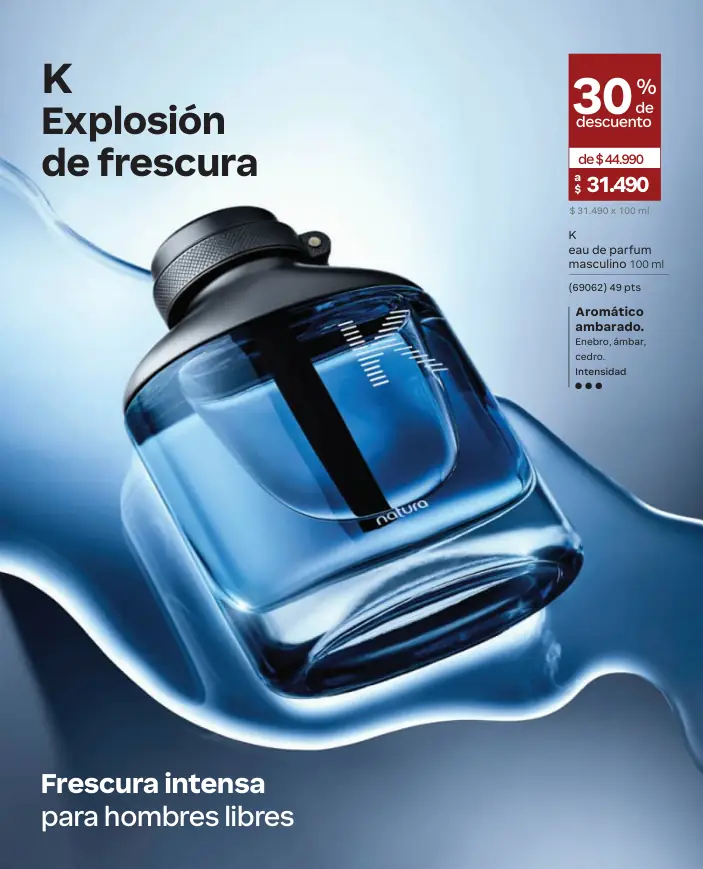 K
Explosión
de frescura
30 %
de
descuento
de $ 44.990
a $ 31.490
$ 31.490 x 100 ml
K
eau de parfum
masculino 100 ml
(69062) 49 pts
Aromático
ambarado.
Enebro, ámbar,
cedro.
Intensidad
K
natura
Frescura intensa
para hombres libres